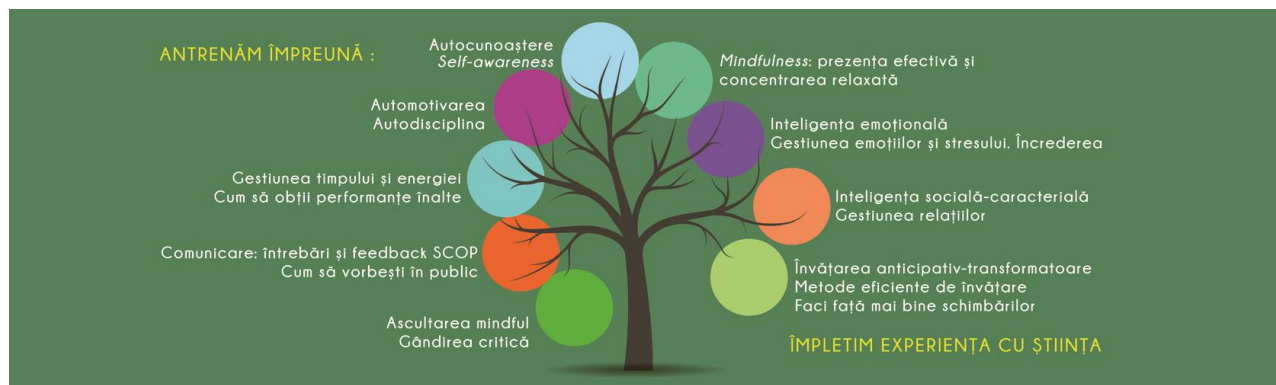 ANTRENĂM ÎMPREUNĂ :
Autocunoaștere
Self-awareness
Automotivarea
Autodisciplina
Gestiunea timpului și energiei
Cum să obții performanțe înalte
Comunicare: întrebări și feedback SCOP
Cum să vorbești în public
Ascultarea mindful
Gândirea critică
Mindfulness: prezența efectivă și
concentrarea relaxată
Inteligența emoțională
Gestiunea emoțiilor și stresului. Încrederea
Inteligența socială-caracterială
Gestiunea relațiilor
Învățarea anticipativ-transformatoare
Metode eficiente de învățare
Faci față mai bine schimbărilor
ÎMPLETIM EXPERIENȚA CU ȘTIINȚA